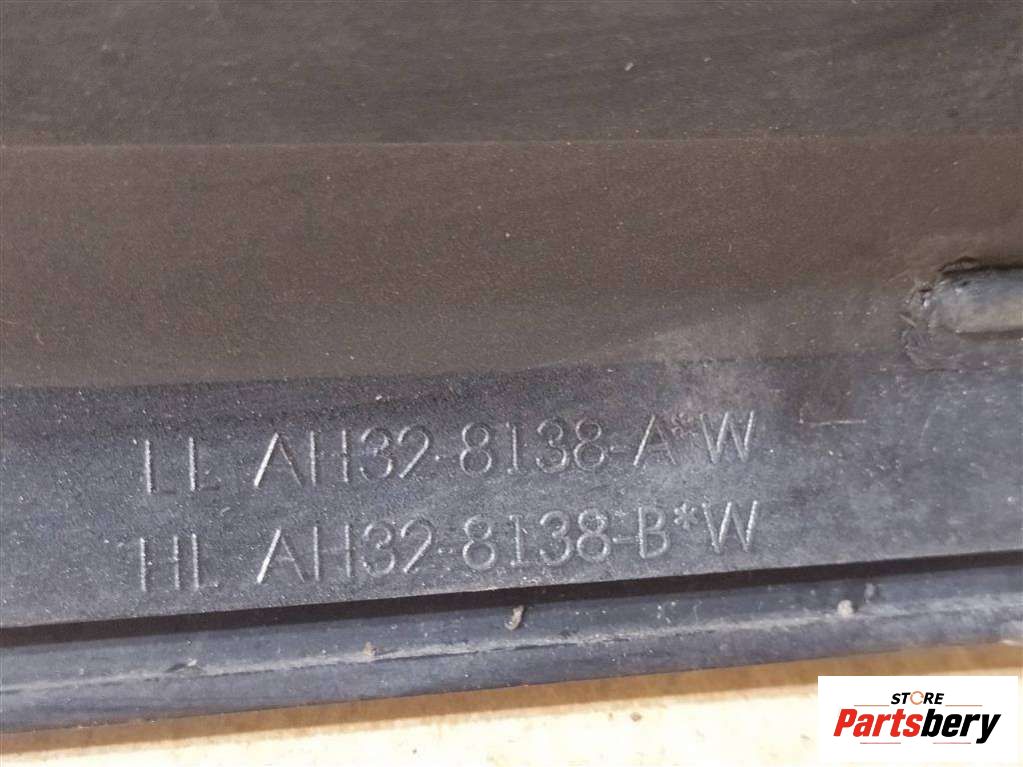 LL AH32-8138-A*W
HL AH32-8138-B*W
STORE
Partsbery